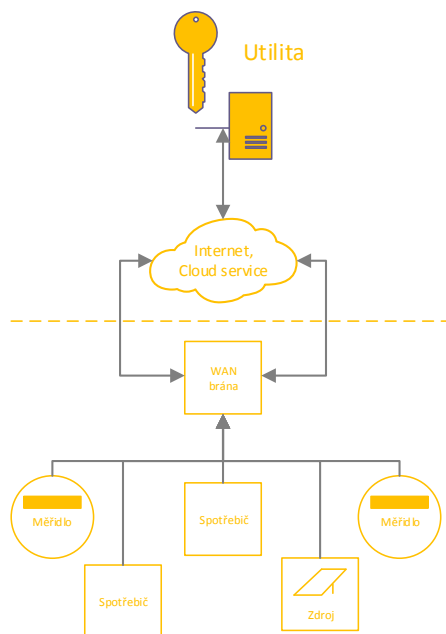 Utilita
Internet,
Cloud service
WAN
brána
Měřidlo
Spotřebič
Měřidlo
Spotřebič
Zdroj